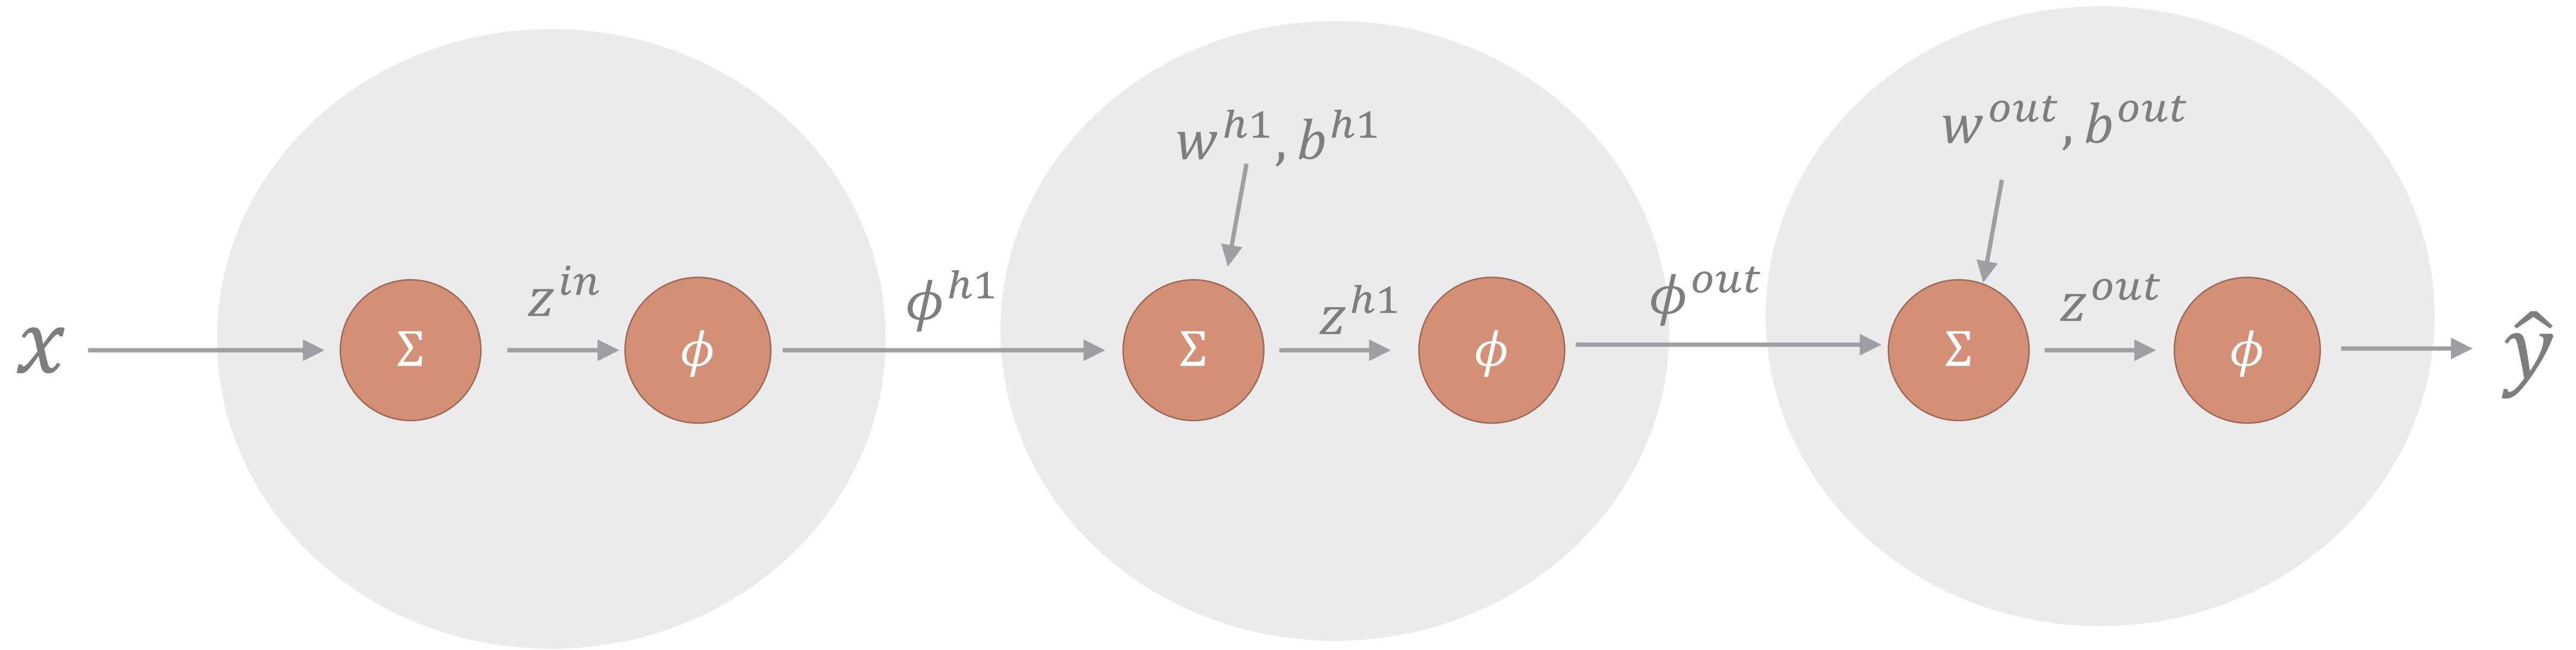 x
Σ
z^{in}
ϕ
ϕ^{h1}
w^{h1}, b^{h1}
Σ
z^{h1}
ϕ
ϕ^{out}
w^{out}, b^{out}
Σ
z^{out}
ϕ
ŷ